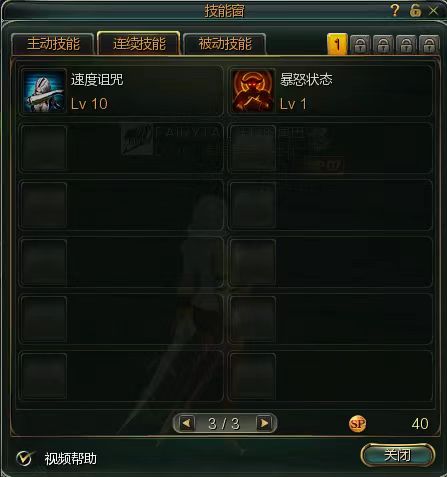 技能窗
?
主动技能 连续技能 被动技能 1
速度诅咒 暴怒状态
Lv 10 Lv 1
3 / 3 SP 40
视频帮助 关闭